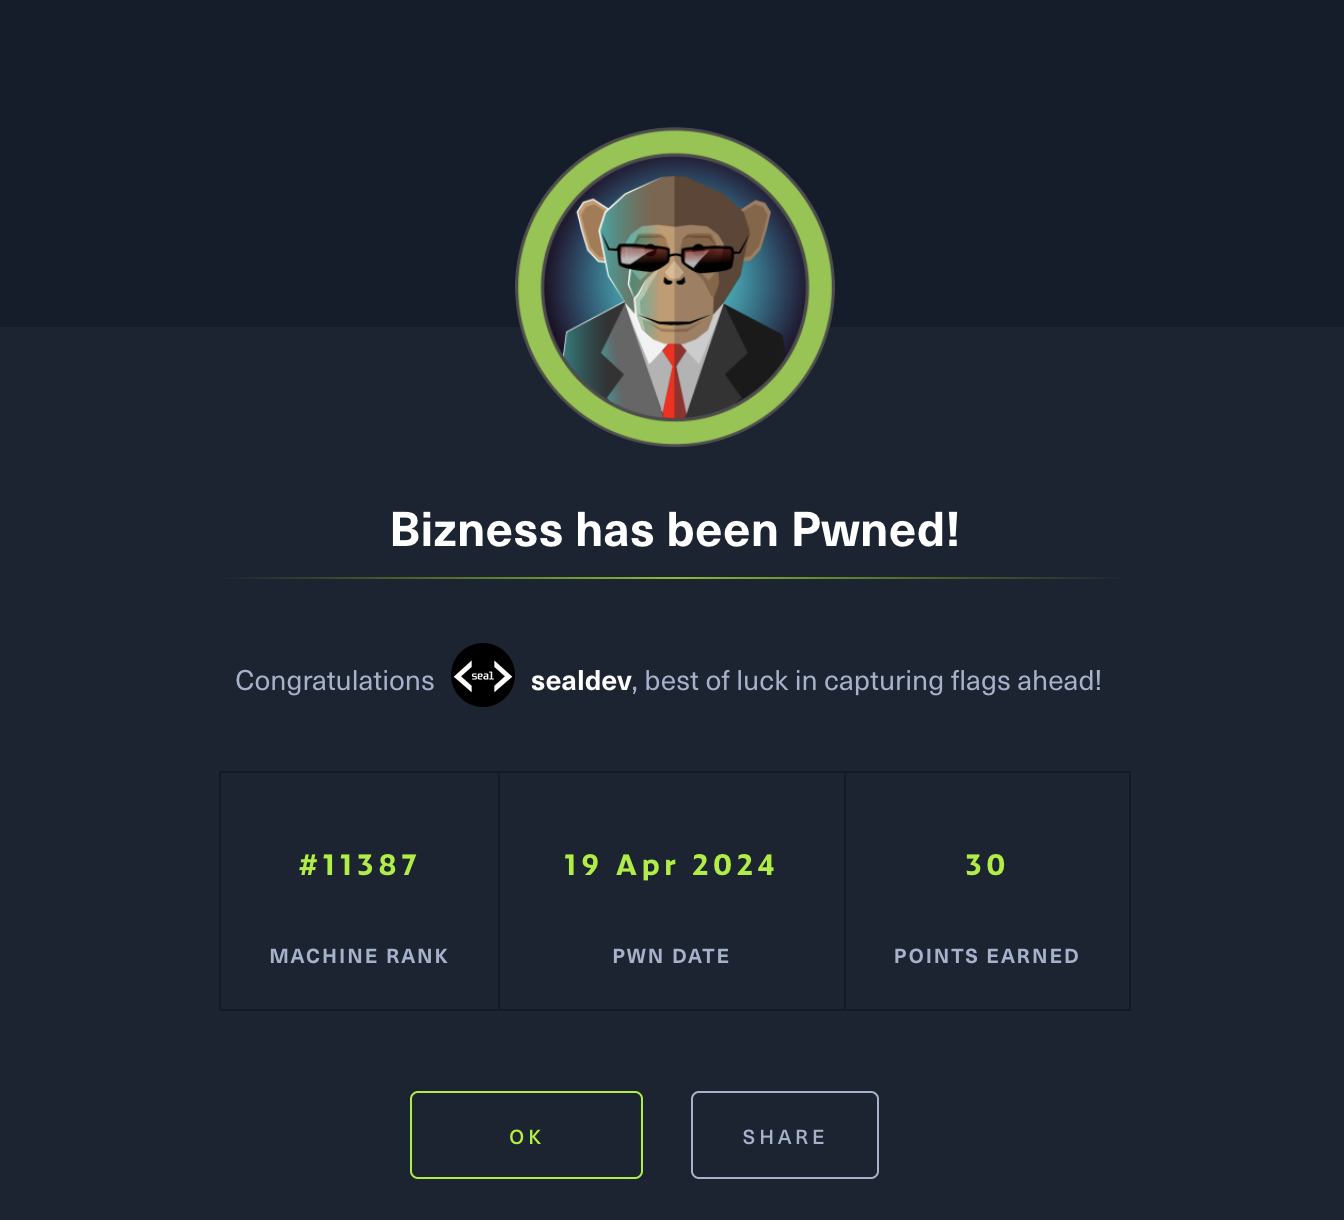 Bizness has been Pwned!
Congratulations seal sealdev, best of luck in capturing flags ahead!
#11387
MACHINE RANK
19 Apr 2024
PWN DATE
30
POINTS EARNED
OK
SHARE